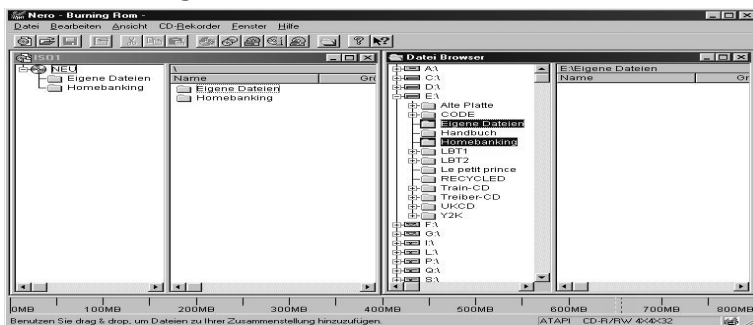 Nero - Burning Rom -
Datei Bearbeiten Ansicht CD-Rekorder Fenster Hilfe
ISO1
NEU
Eigene Dateien
Homebanking
\
Name Grö
Eigene Dateien
Homebanking
Datei Browser
A:\
C:\
D:\
E:\
Alte Platte
CODE
Eigene Dateien
Handbuch
Homebanking
LBT1
LBT2
Le petit prince
RECYCLED
Train-CD
Treiber-CD
UKCD
Y2K
F:\
G:\
I:\
L:\
P:\
Q:\
S:\
E:\Eigene Dateien
Name Gr
0MB 100MB 200MB 300MB 400MB 500MB 600MB 700MB 800MB
Benutzen Sie drag & drop, um Dateien zu Ihrer Zusammenstellung hinzuzufügen. ATAPI CD-R/RW 4X4X32